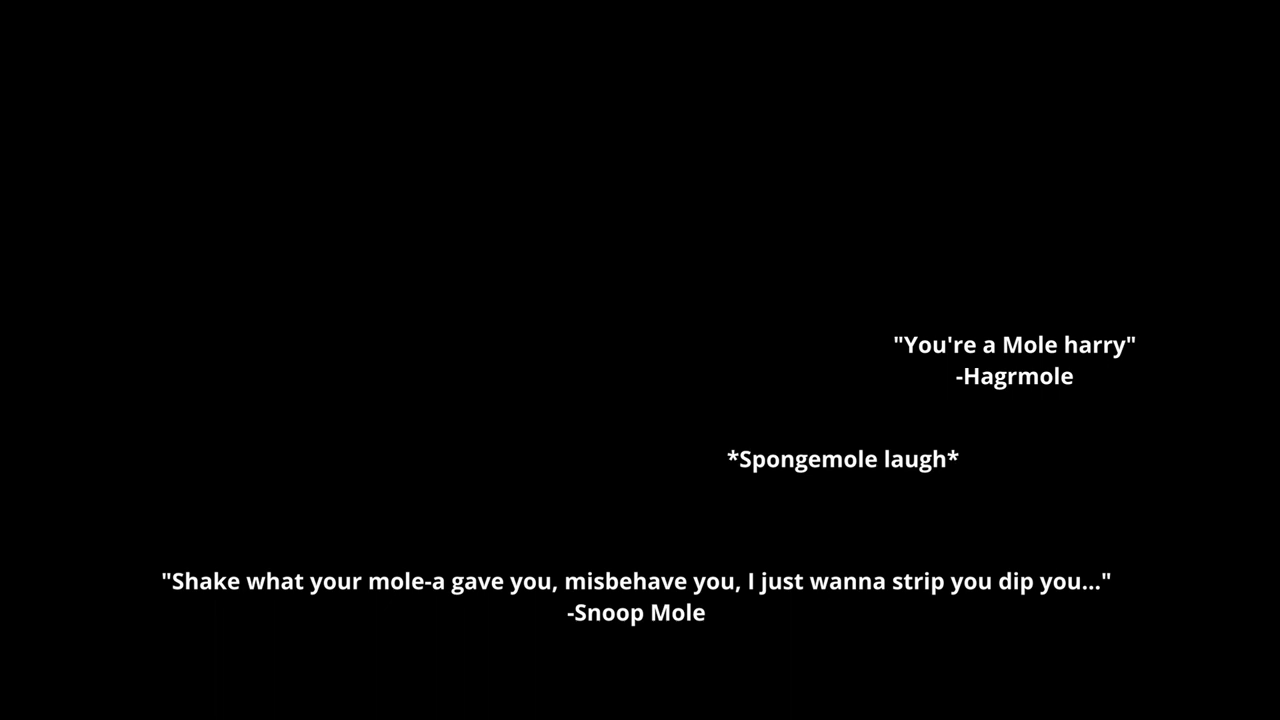 "You're a Mole harry"
-Hagrmole
*Spongemole laugh*
"Shake what your mole-a gave you, misbehave you, I just wanna strip you dip you..."
-Snoop Mole